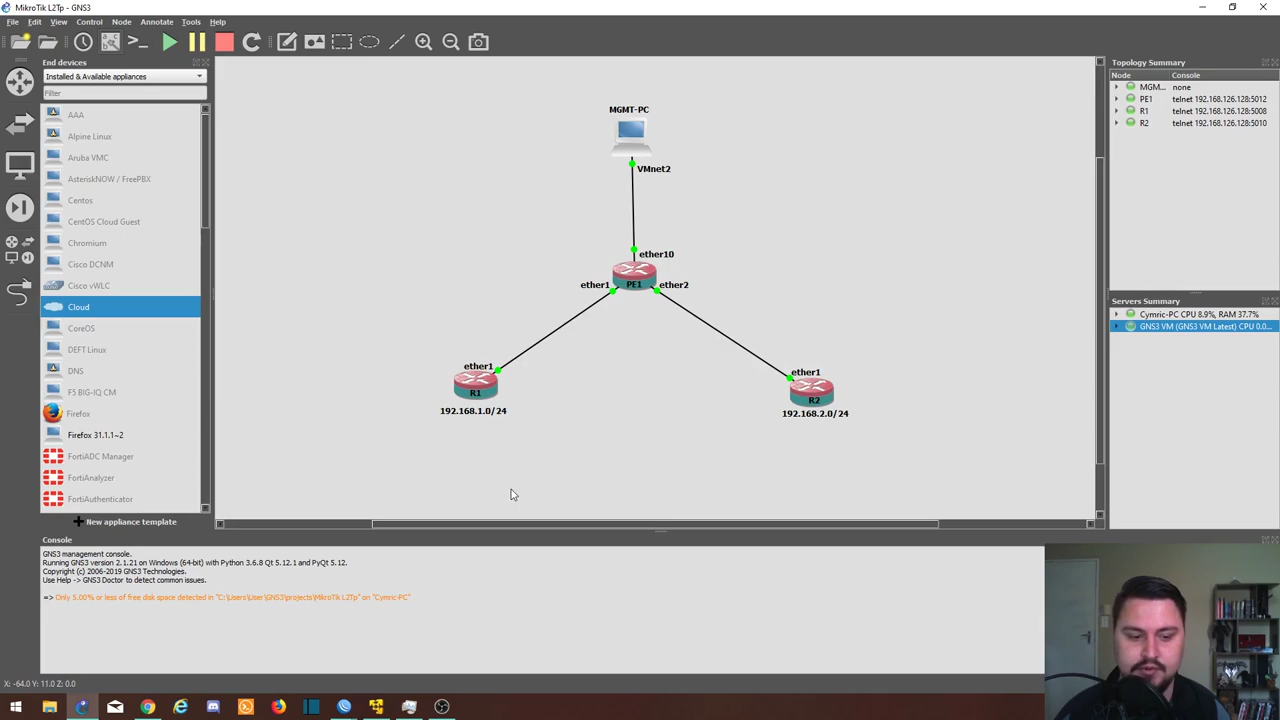 MikroTik L2Tp - GNS3
File Edit View Control Node Annotate Tools Help
End devices
Installed & Available appliances
Filter
AAA
Alpine Linux
Aruba VMC
AsteriskNOW / FreePBX
Centos
CentOS Cloud Guest
Chromium
Cisco DCNM
Cisco vWLC
Cloud
CoreOS
DEFT Linux
DNS
F5 BIG-IQ CM
Firefox
Firefox 31.1.1~2
FortiADC Manager
FortiAnalyzer
FortiAuthenticator
New appliance template
MGMT-PC
VMnet2
ether10
PE1
ether1
ether2
ether1
R1
192.168.1.0/24
ether1
R2
192.168.2.0/24
Topology Summary
Node Console
MGM... none
PE1 telnet 192.168.126.128:5012
R1 telnet 192.168.126.128:5008
R2 telnet 192.168.126.128:5010
Servers Summary
Cymric-PC CPU 8.9%, RAM 37.7%
GNS3 VM (GNS3 VM Latest) CPU 0.0...
Console
GNS3 management console.
Running GNS3 version 2.1.21 on Windows (64-bit) with Python 3.6.8 Qt 5.12.1 and PyQt 5.12.
Copyright (c) 2006-2019 GNS3 Technologies.
Use Help -> GNS3 Doctor to detect common issues.
=> Only 5.00% or less of free disk space detected in "C:\Users\User\GNS3\projects\MikroTik L2Tp" on "Cymric-PC"
X: -64.0 Y: 11.0 Z: 0.0